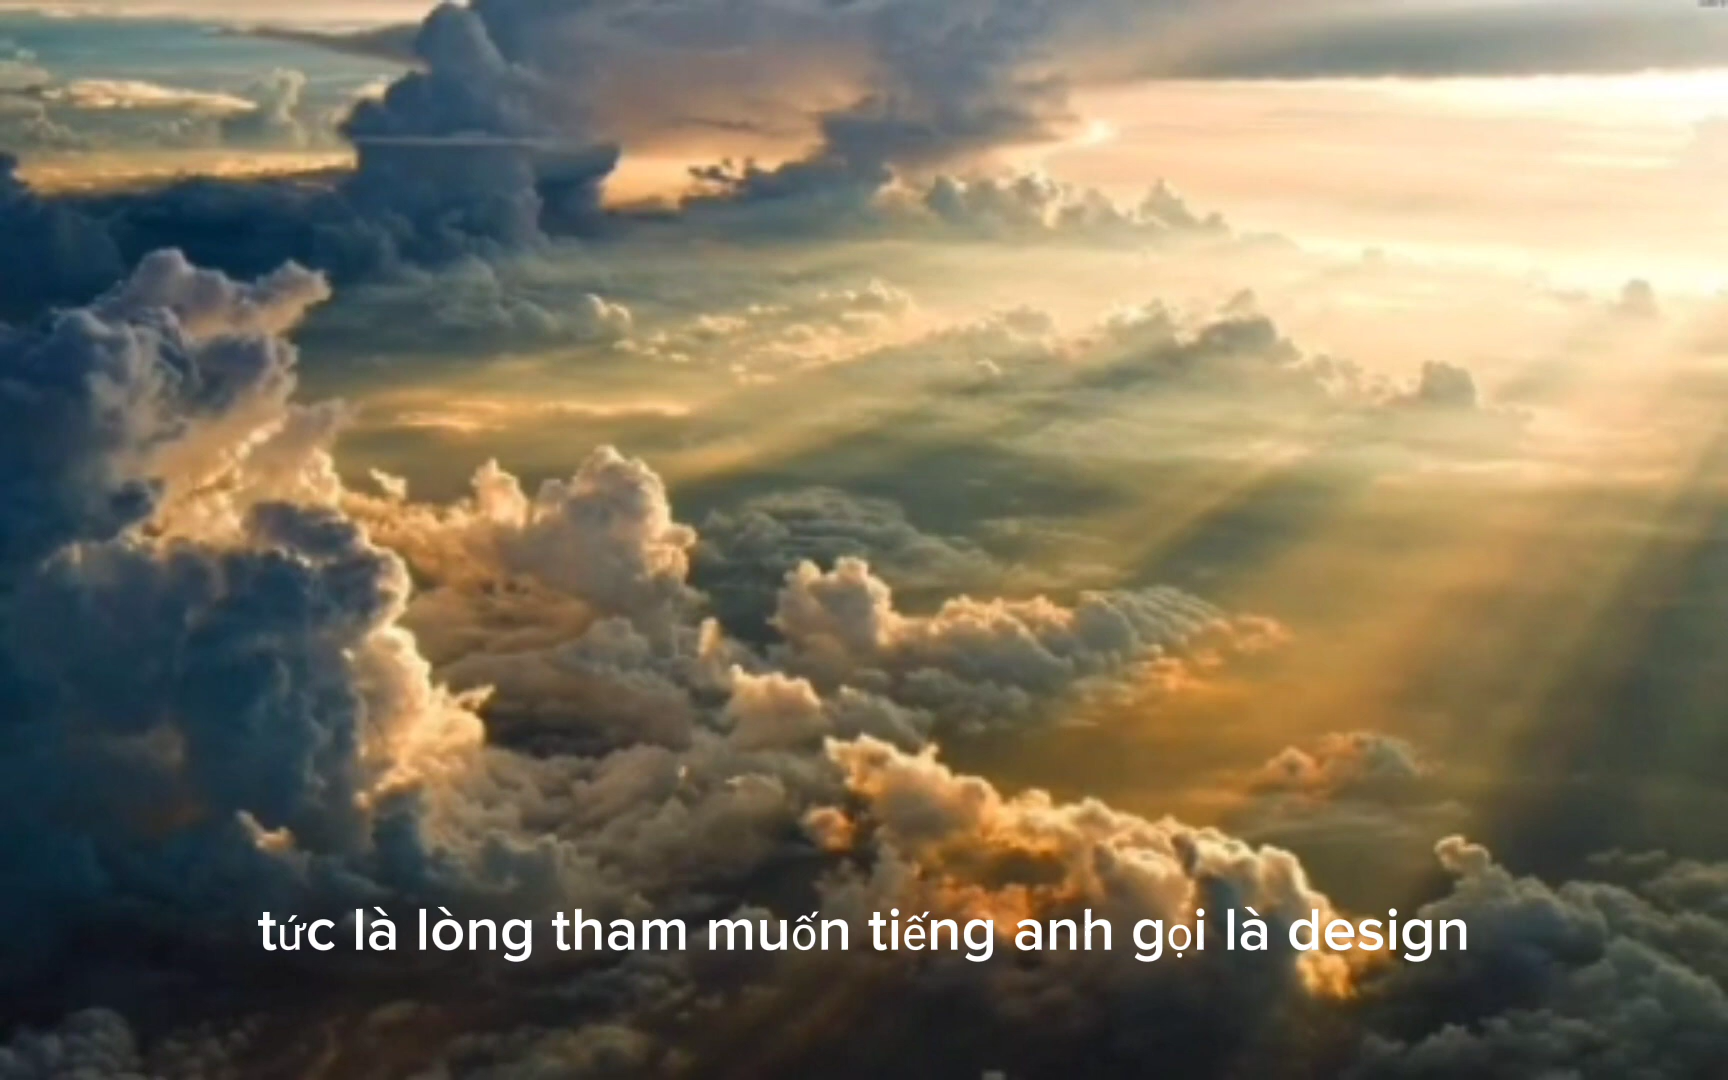 tức là lòng tham muốn tiếng anh gọi là design